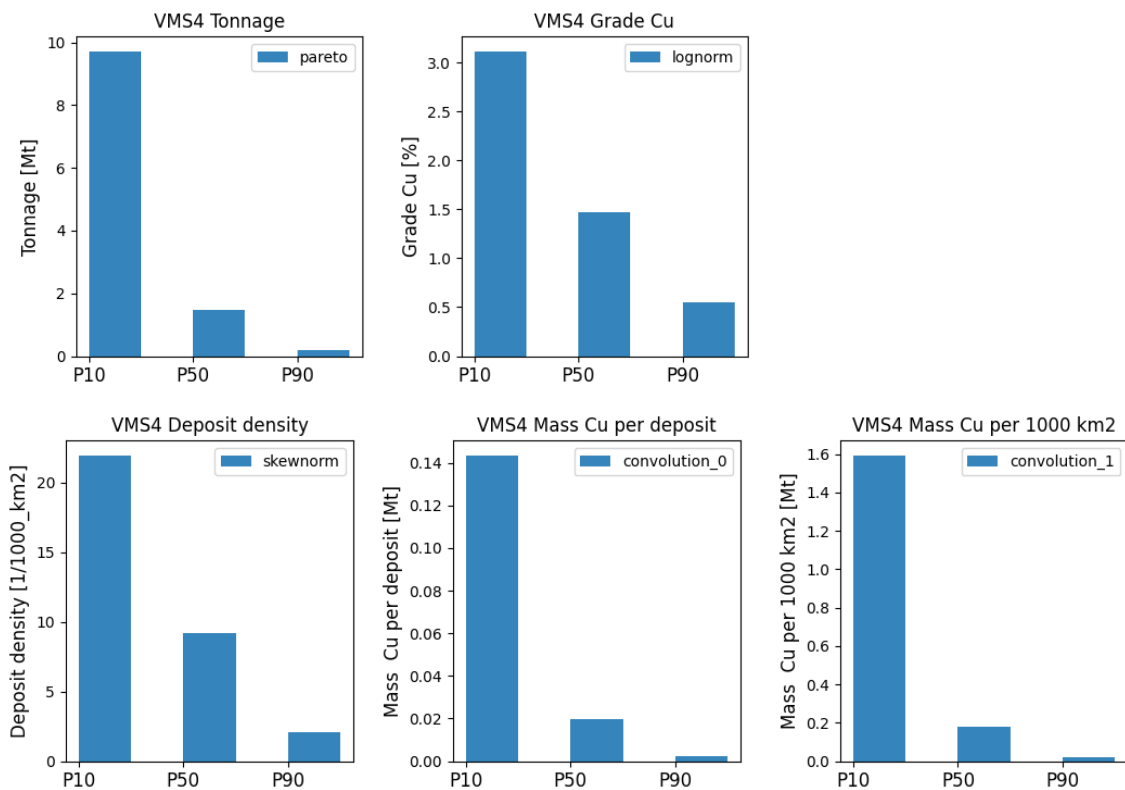 VMS4 Tonnage
Tonnage [Mt]
10
8
6
4
2
0
pareto
P10 P50 P90
VMS4 Grade Cu
Grade Cu [%]
3.0
2.5
2.0
1.5
1.0
0.5
0.0
lognorm
P10 P50 P90
VMS4 Deposit density
Deposit density [1/1000_km2]
20
15
10
5
0
skewnorm
P10 P50 P90
VMS4 Mass Cu per deposit
Mass  Cu per deposit [Mt]
0.14
0.12
0.10
0.08
0.06
0.04
0.02
0.00
convolution_0
P10 P50 P90
VMS4 Mass Cu per 1000 km2
Mass  Cu per 1000 km2 [Mt]
1.6
1.4
1.2
1.0
0.8
0.6
0.4
0.2
0.0
convolution_1
P10 P50 P90